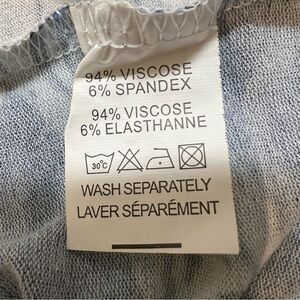 94% VISCOSE
6% SPANDEX
94% VISCOSE
6% ELASTHANNE
30°C
WASH SEPARATELY
LAVER SÉPARÉMENT